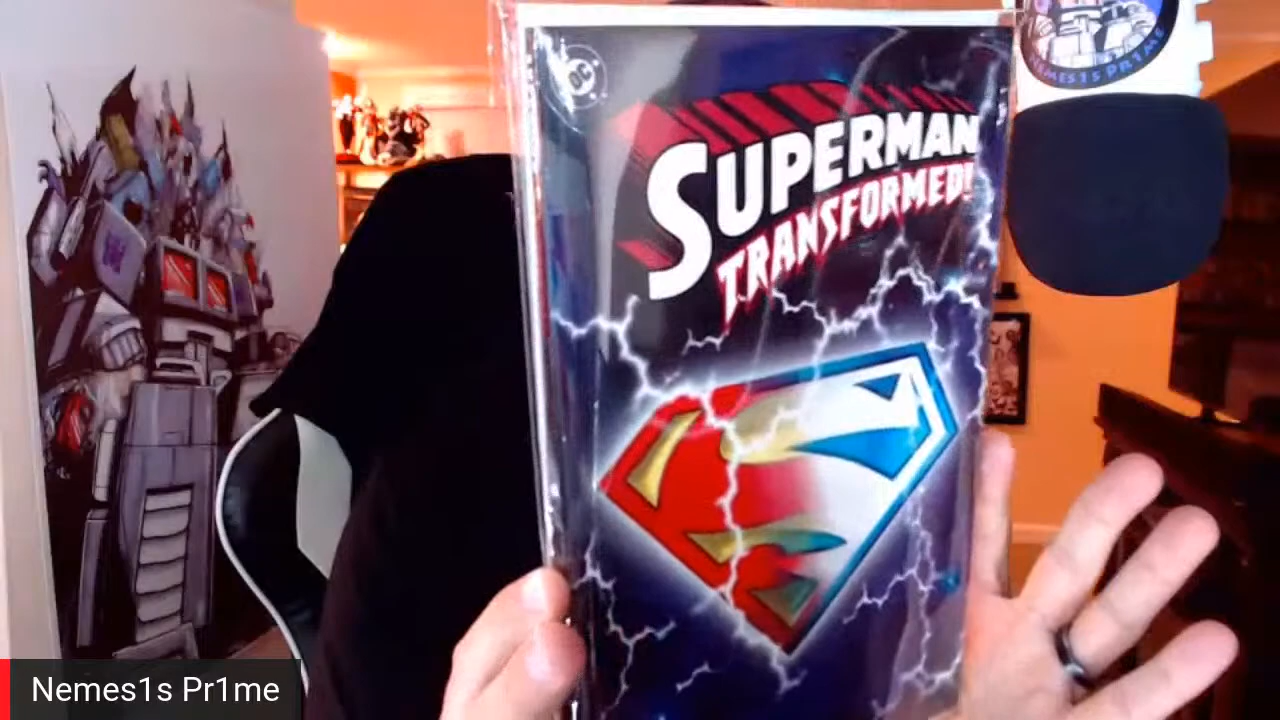 NEMES1S PR1ME
DC
SUPERMAN
TRANSFORMED!
Nemes1s Pr1me